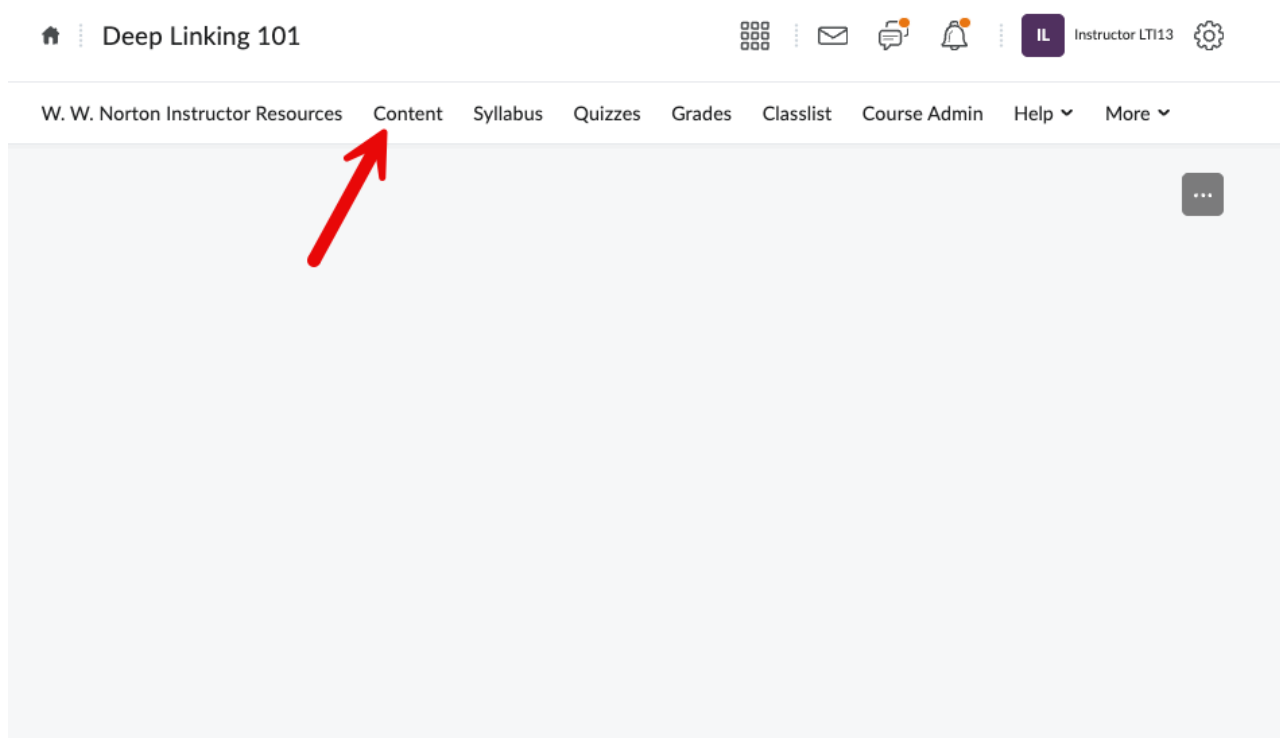 Deep Linking 101
IL
Instructor LTI13
W. W. Norton Instructor Resources Content Syllabus Quizzes Grades Classlist Course Admin Help More